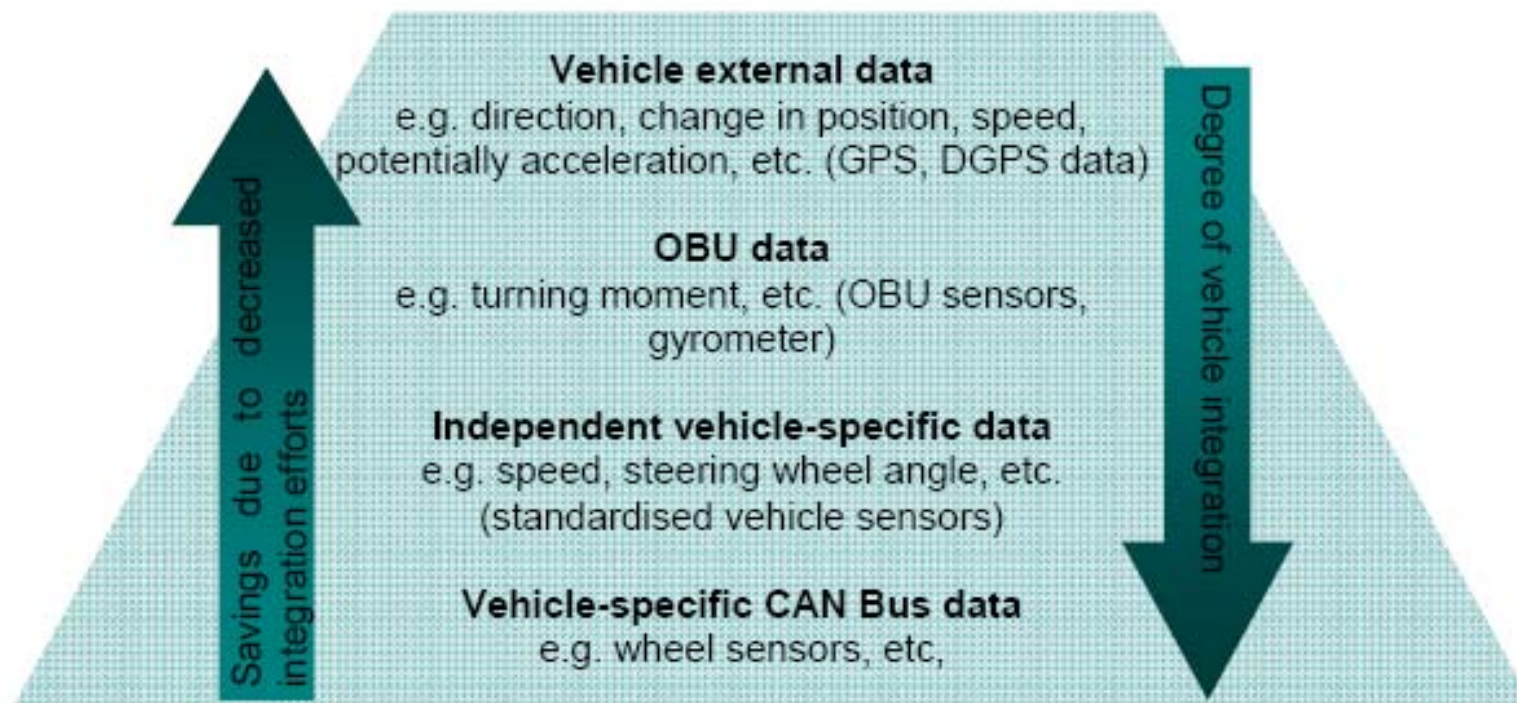 Vehicle external data
e.g. direction, change in position, speed,
potentially acceleration, etc. (GPS, DGPS data)
OBU data
e.g. turning moment, etc. (OBU sensors,
gyrometer)
Independent vehicle-specific data
e.g. speed, steering wheel angle, etc.
(standardised vehicle sensors)
Vehicle-specific CAN Bus data
e.g. wheel sensors, etc,
Savings due to decreased
integration efforts
Degree of vehicle integration